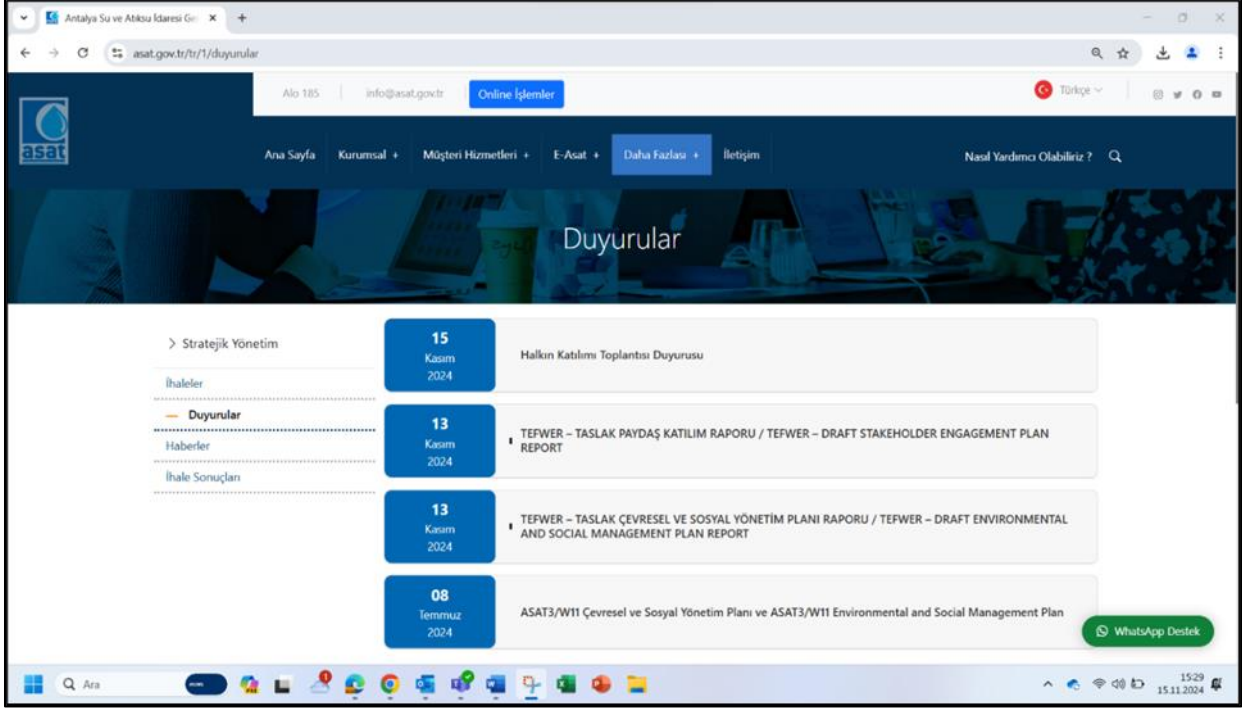 Antalya Su ve Atıksu İdaresi Ge
asat.gov.tr/tr/1/duyurular
Alo 185
info@asat.gov.tr
Online İşlemler
Türkçe
asat
Ana Sayfa
Kurumsal +
Müşteri Hizmetleri +
E-Asat +
Daha Fazlası +
İletişim
Nasıl Yardımcı Olabiliriz ?
Duyurular
> Stratejik Yönetim
İhaleler
Duyurular
Haberler
İhale Sonuçları
15
Kasım
2024
Halkın Katılımı Toplantısı Duyurusu
13
Kasım
2024
TEFWER – TASLAK PAYDAŞ KATILIM RAPORU / TEFWER – DRAFT STAKEHOLDER ENGAGEMENT PLAN
REPORT
13
Kasım
2024
TEFWER – TASLAK ÇEVRESEL VE SOSYAL YÖNETİM PLANI RAPORU / TEFWER – DRAFT ENVIRONMENTAL
AND SOCIAL MANAGEMENT PLAN REPORT
08
Temmuz
2024
ASAT3/W11 Çevresel ve Sosyal Yönetim Planı ve ASAT3/W11 Environmental and Social Management Plan
WhatsApp Destek
Ara
15:29
15.11.2024